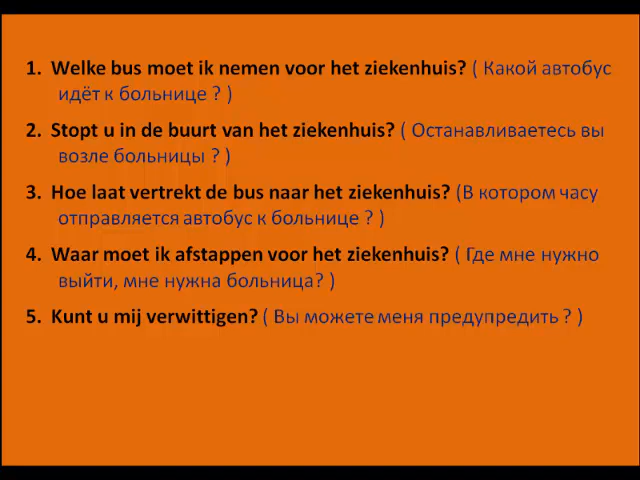 1. Welke bus moet ik nemen voor het ziekenhuis? ( Какой автобус
идёт к больнице ? )
2. Stopt u in de buurt van het ziekenhuis? ( Останавливаетесь вы
возле больницы ? )
3. Hoe laat vertrekt de bus naar het ziekenhuis? (В котором часу
отправляется автобус к больнице ? )
4. Waar moet ik afstappen voor het ziekenhuis? ( Где мне нужно
выйти, мне нужна больница? )
5. Kunt u mij verwittigen? ( Вы можете меня предупредить ? )